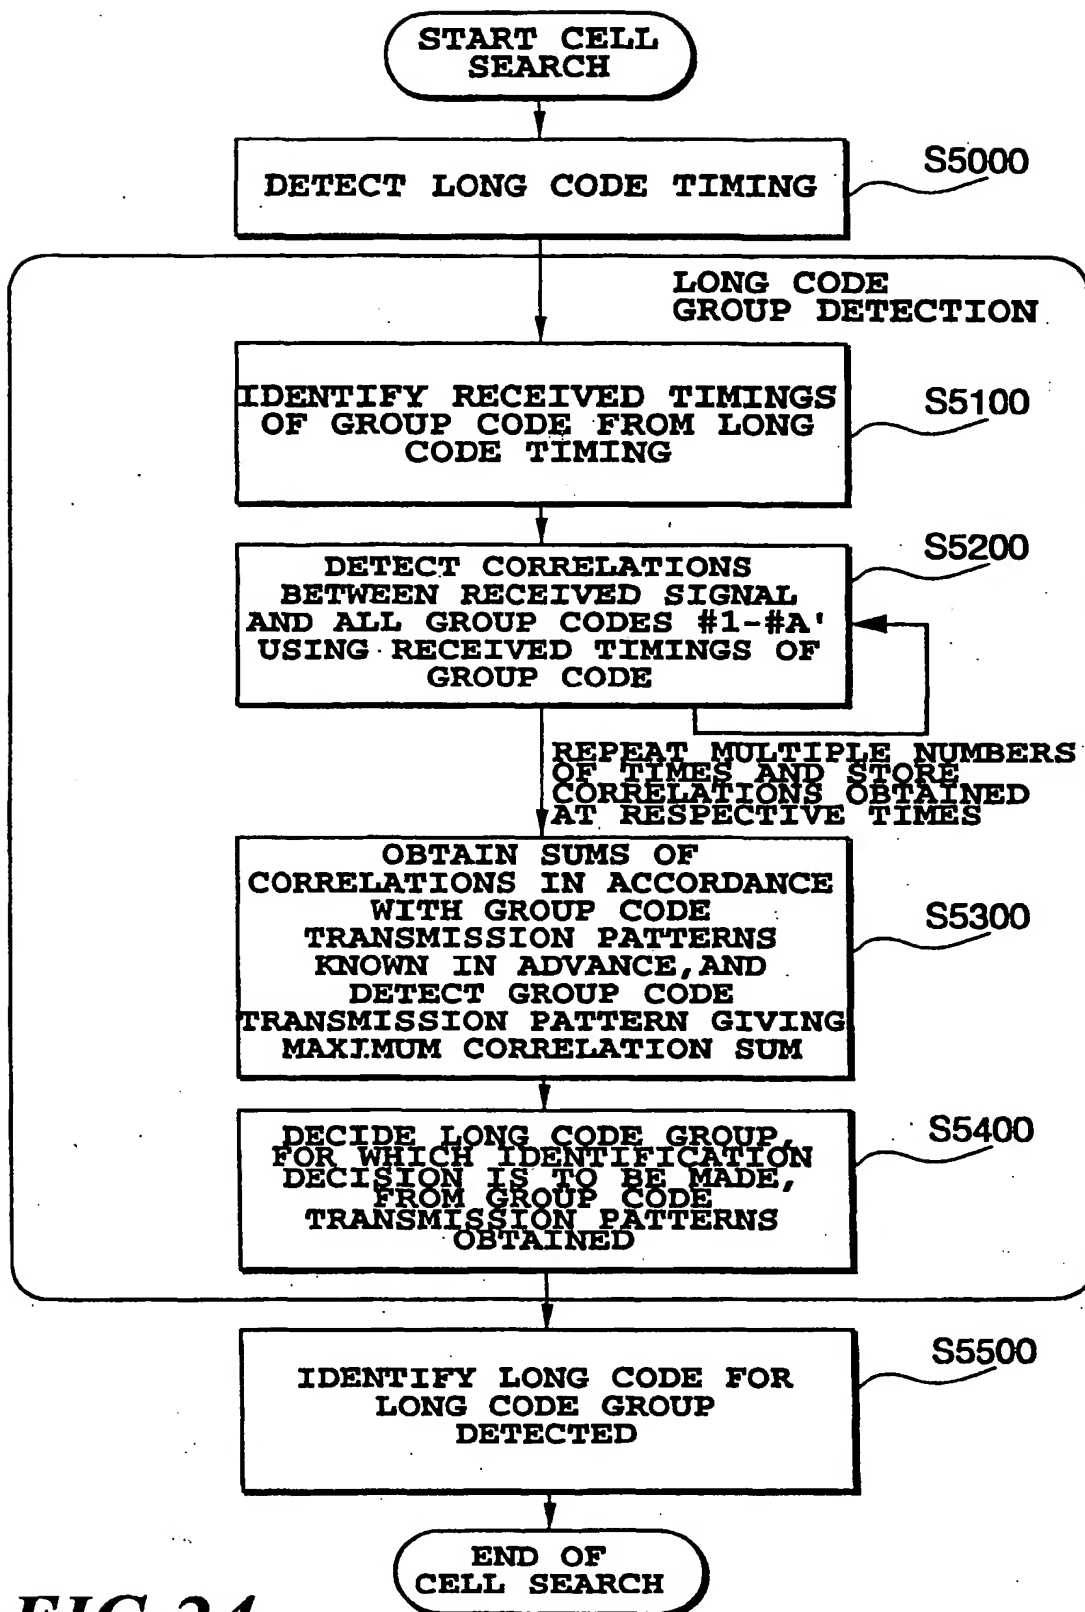 START CELL
SEARCH
DETECT LONG CODE TIMING
S5000
LONG CODE
GROUP DETECTION
IDENTIFY RECEIVED TIMINGS
OF GROUP CODE FROM LONG
CODE TIMING
S5100
DETECT CORRELATIONS
BETWEEN RECEIVED SIGNAL
AND ALL GROUP CODES #1-#A'
USING RECEIVED TIMINGS OF
GROUP CODE
S5200
REPEAT MULTIPLE NUMBERS
OF TIMES AND STORE
CORRELATIONS OBTAINED
AT RESPECTIVE TIMES
OBTAIN SUMS OF
CORRELATIONS IN ACCORDANCE
WITH GROUP CODE
TRANSMISSION PATTERNS
KNOWN IN ADVANCE, AND
DETECT GROUP CODE
TRANSMISSION PATTERN GIVING
MAXIMUM CORRELATION SUM
S5300
DECIDE LONG CODE GROUP,
FOR WHICH IDENTIFICATION
DECISION IS TO BE MADE,
FROM GROUP CODE
TRANSMISSION PATTERNS
OBTAINED
S5400
IDENTIFY LONG CODE FOR
LONG CODE GROUP
DETECTED
S5500
END OF
CELL SEARCH
FIG.24